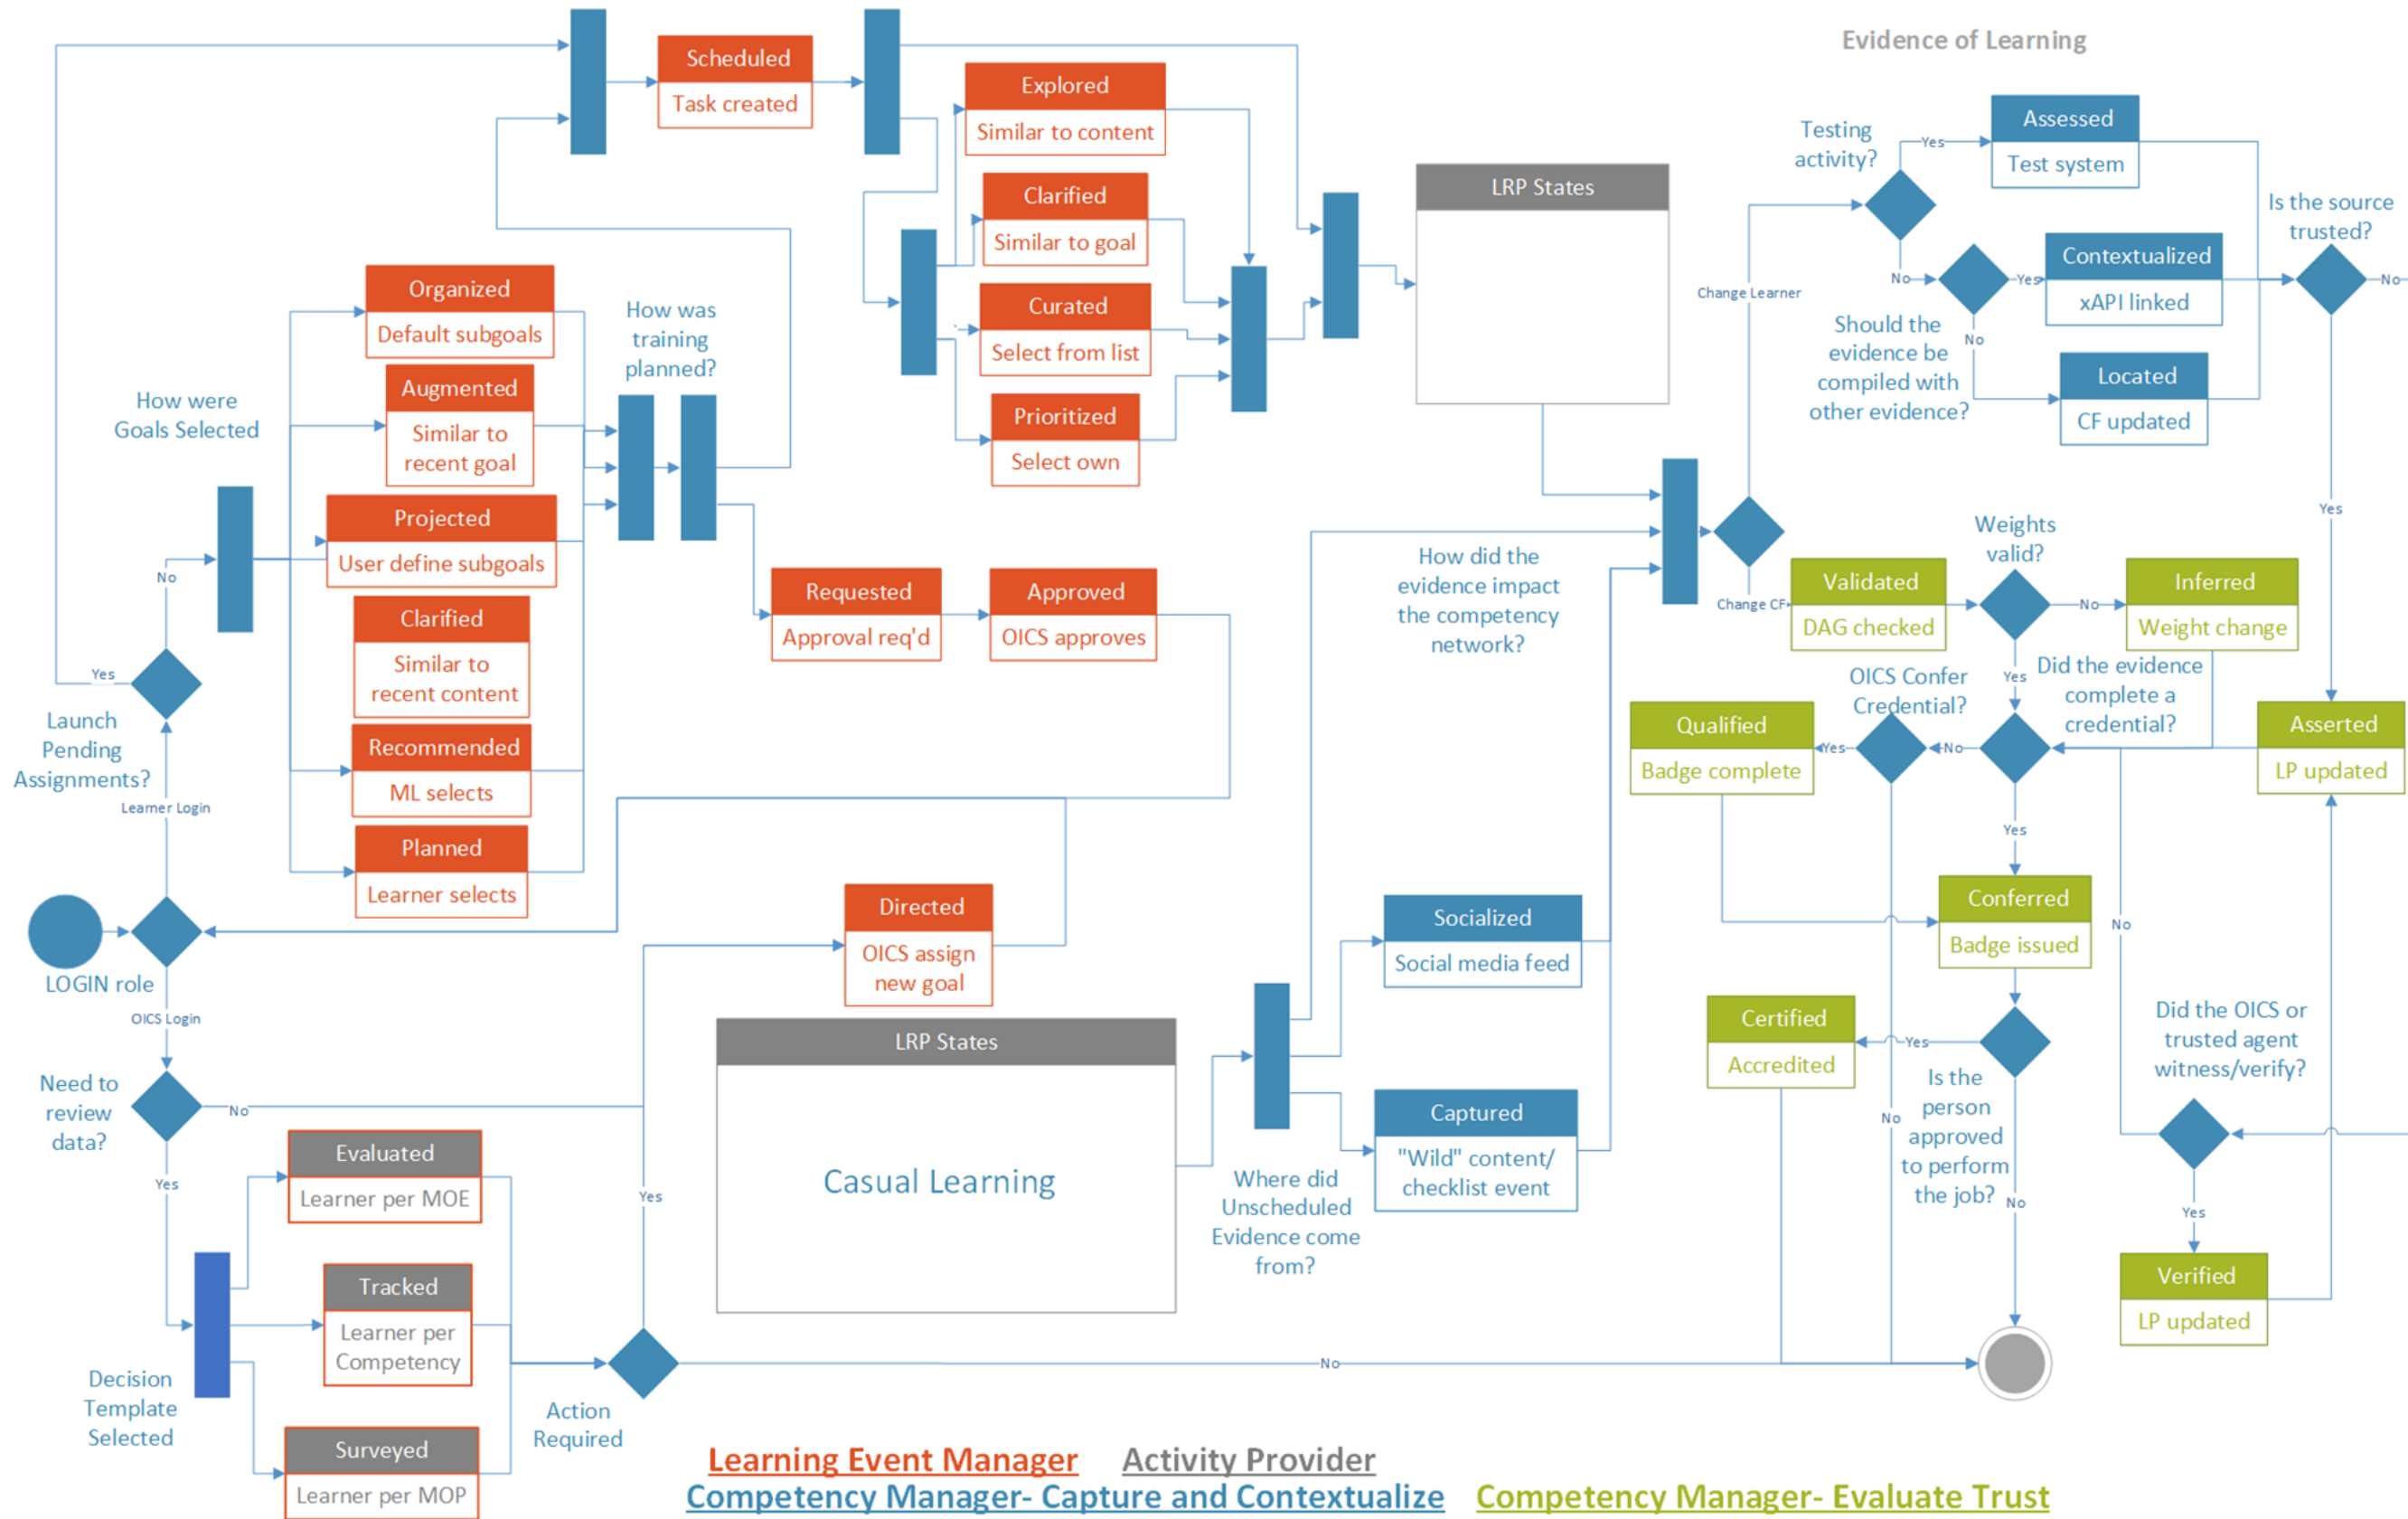 Evidence of Learning
Scheduled
Task created
Explored
Similar to content
Clarified
Similar to goal
Curated
Select from list
Prioritized
Select own
LRP States
Testing
activity?
Yes
Assessed
Test system
No
Should the
evidence be
compiled with
other evidence?
Yes
Contextualized
xAPI linked
No
Located
CF updated
Is the source
trusted?
No
Yes
Change Learner
How were
Goals Selected
Organized
Default subgoals
Augmented
Similar to
recent goal
Projected
User define subgoals
Clarified
Similar to
recent content
Recommended
ML selects
Planned
Learner selects
How was
training
planned?
Requested
Approval req'd
Approved
OICS approves
No
Yes
Launch
Pending
Assignments?
Learner Login
LOGIN role
OICS Login
Need to
review
data?
No
Yes
Decision
Template
Selected
Evaluated
Learner per MOE
Tracked
Learner per
Competency
Surveyed
Learner per MOP
Action
Required
Yes
No
Directed
OICS assign
new goal
LRP States
Casual Learning
Where did
Unscheduled
Evidence come
from?
Socialized
Social media feed
Captured
"Wild" content/
checklist event
How did the
evidence impact
the competency
network?
Change CF
Validated
DAG checked
Weights
valid?
No
Inferred
Weight change
Yes
Did the evidence
complete a
credential?
OICS Confer
Credential?
No
Yes
Qualified
Badge complete
Asserted
LP updated
Yes
Conferred
Badge issued
No
Certified
Accredited
Yes
Is the
person
approved
to perform
the job?
No
No
Did the OICS or
trusted agent
witness/verify?
Yes
Verified
LP updated
Learning Event Manager
Activity Provider
Competency Manager- Capture and Contextualize
Competency Manager- Evaluate Trust